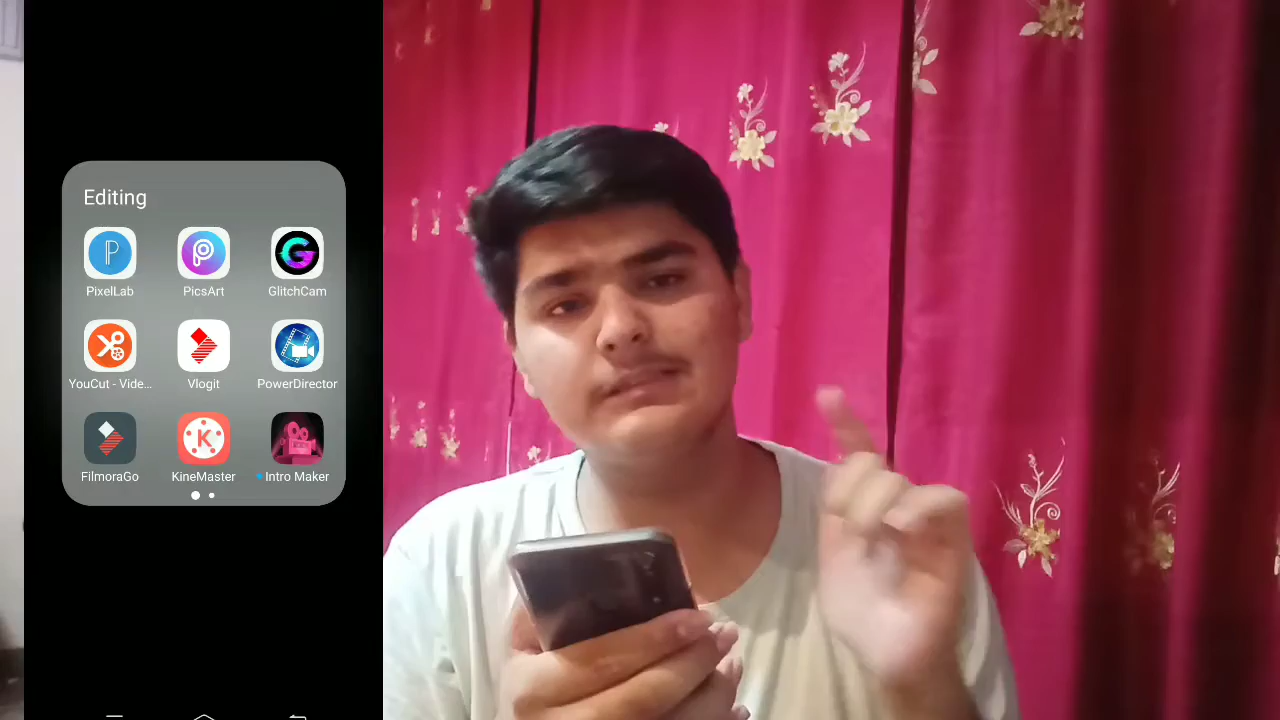 Editing
PixelLab
PicsArt
GlitchCam
YouCut - Vide...
Vlogit
PowerDirector
FilmoraGo
KineMaster
Intro Maker